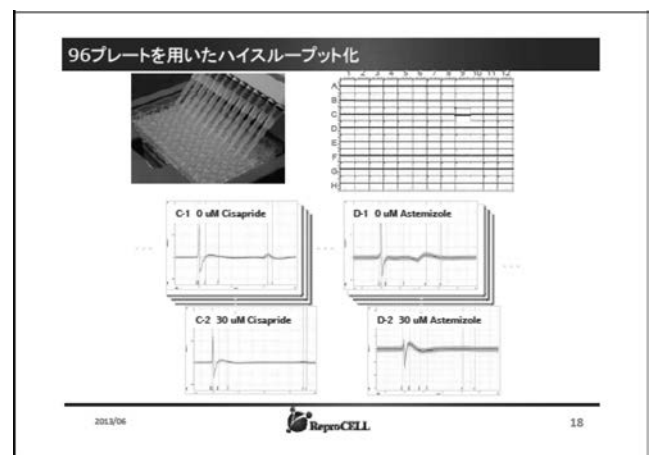 96プレートを用いたハイスループット化
1 2 3 4 5 6 7 8 9 10 11 12
A
B
C
D
E
F
G
H
C-1 0 uM Cisapride
D-1 0 uM Astemizole
C-2 30 uM Cisapride
D-2 30 uM Astemizole
2013/06
ReproCELL
18